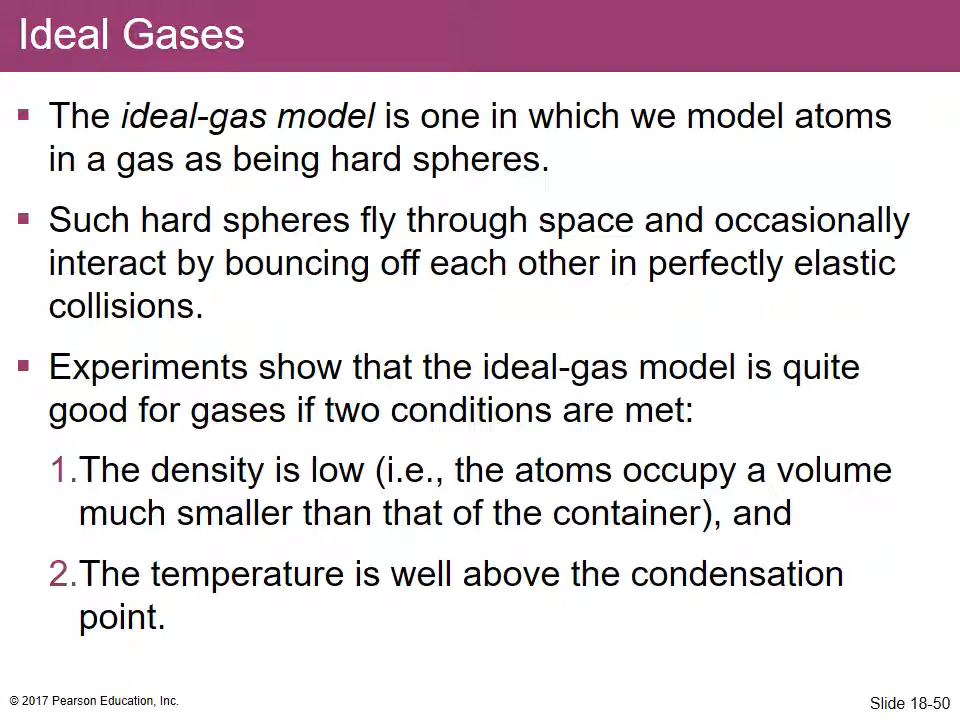 Ideal Gases
▪ The ideal-gas model is one in which we model atoms
in a gas as being hard spheres.
▪ Such hard spheres fly through space and occasionally
interact by bouncing off each other in perfectly elastic
collisions.
▪ Experiments show that the ideal-gas model is quite
good for gases if two conditions are met:
1.The density is low (i.e., the atoms occupy a volume
much smaller than that of the container), and
2.The temperature is well above the condensation
point.
© 2017 Pearson Education, Inc.
Slide 18-50